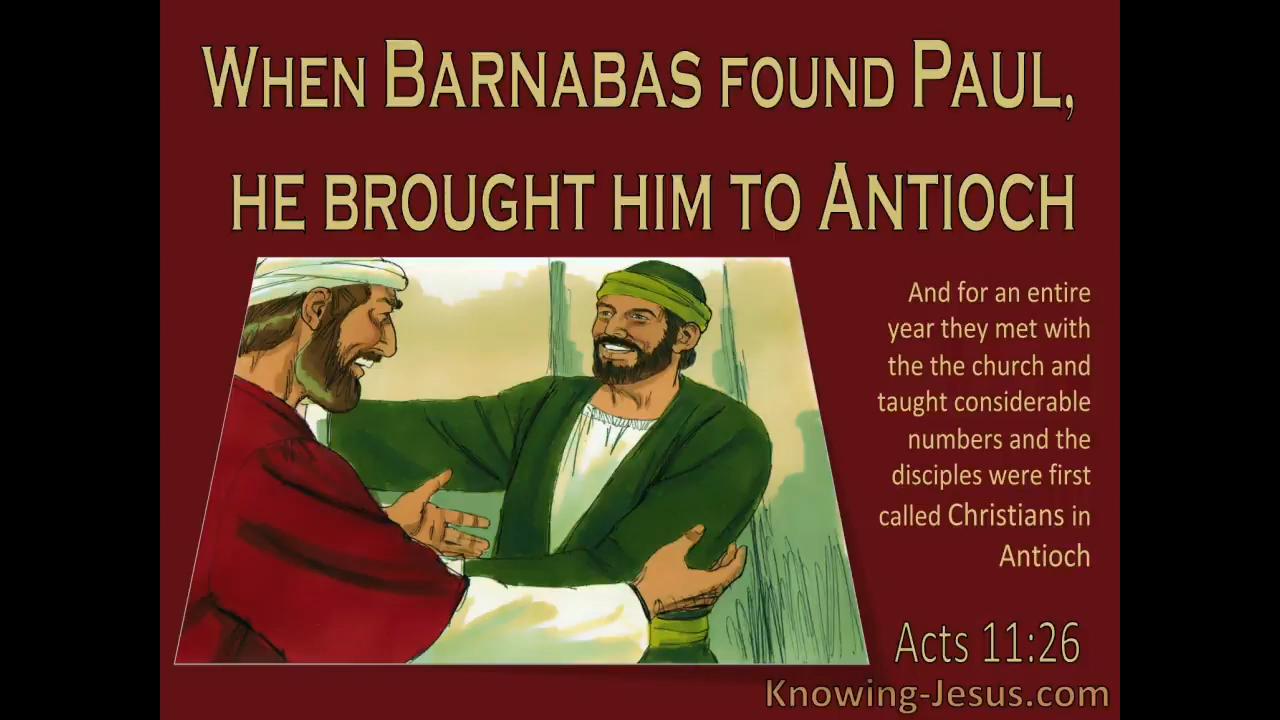 When Barnabas found Paul,
he brought him to Antioch
And for an entire
year they met with
the the church and
taught considerable
numbers and the
disciples were first
called Christians in
Antioch
Acts 11:26
Knowing-Jesus.com